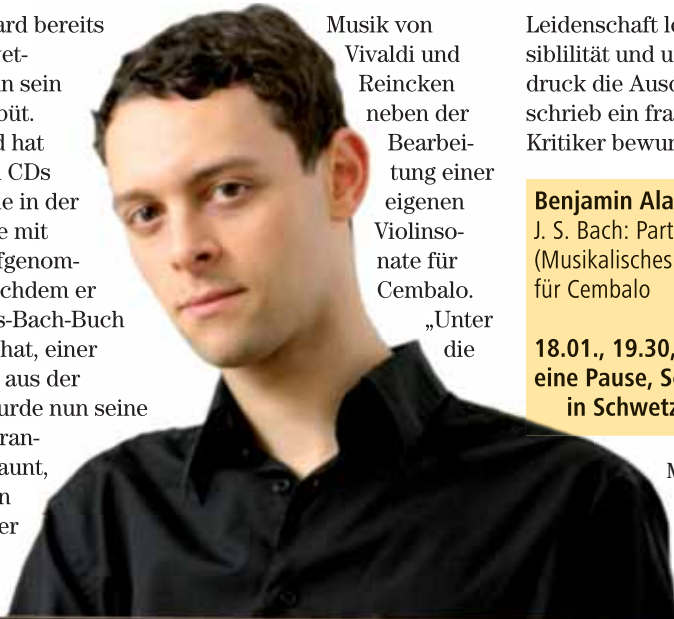 ard bereits
vet-
n sein
büt.
d hat
CDs
ie in der
e mit
fgenom-
chdem er
s-Bach-Buch
hat, einer
aus der
urde nun seine
ran-
aunt,
n
er
Musik von
Vivaldi und
Reincken
neben der
Bearbei-
tung einer
eigenen
Violinso-
nate für
Cembalo.
„Unter
die
Leidenschaft le
siblilität und u
druck die Ausd
schrieb ein fra
Kritiker bewun
Benjamin Ala
J. S. Bach: Part
(Musikalisches
für Cembalo
18.01., 19.30,
eine Pause, S
in Schwetz